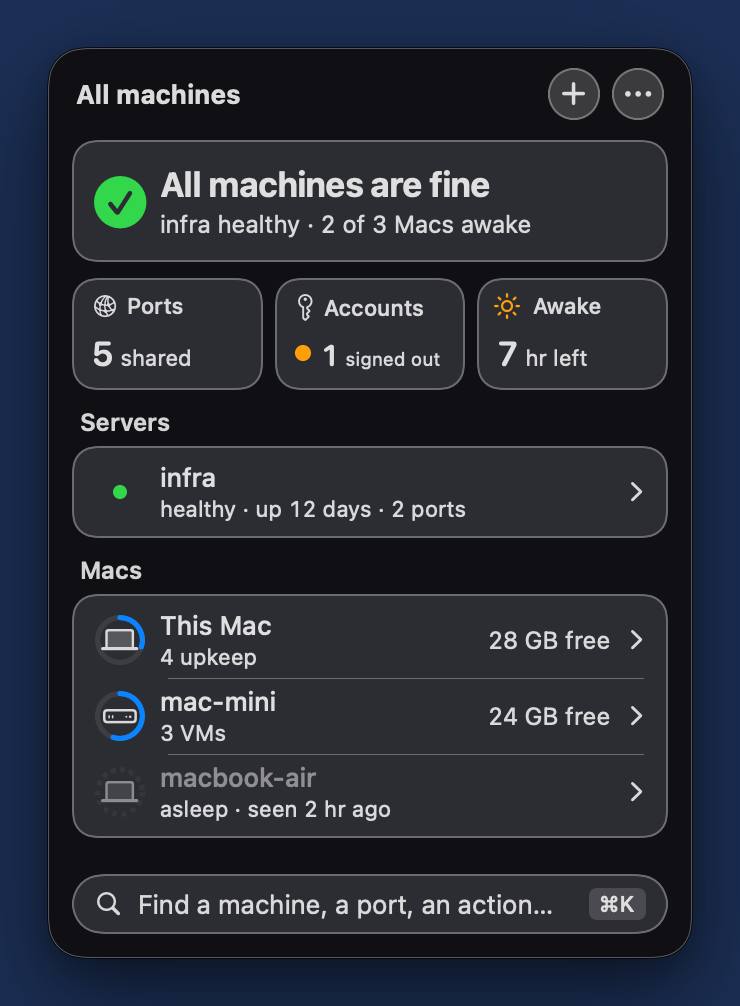 All machines
All machines are fine
infra healthy · 2 of 3 Macs awake
Ports
5 shared
Accounts
1 signed out
Awake
7 hr left
Servers
infra
healthy · up 12 days · 2 ports
Macs
This Mac
28 GB free
4 upkeep
mac-mini
24 GB free
3 VMs
macbook-air
asleep · seen 2 hr ago
Find a machine, a port, an action... ⌘K